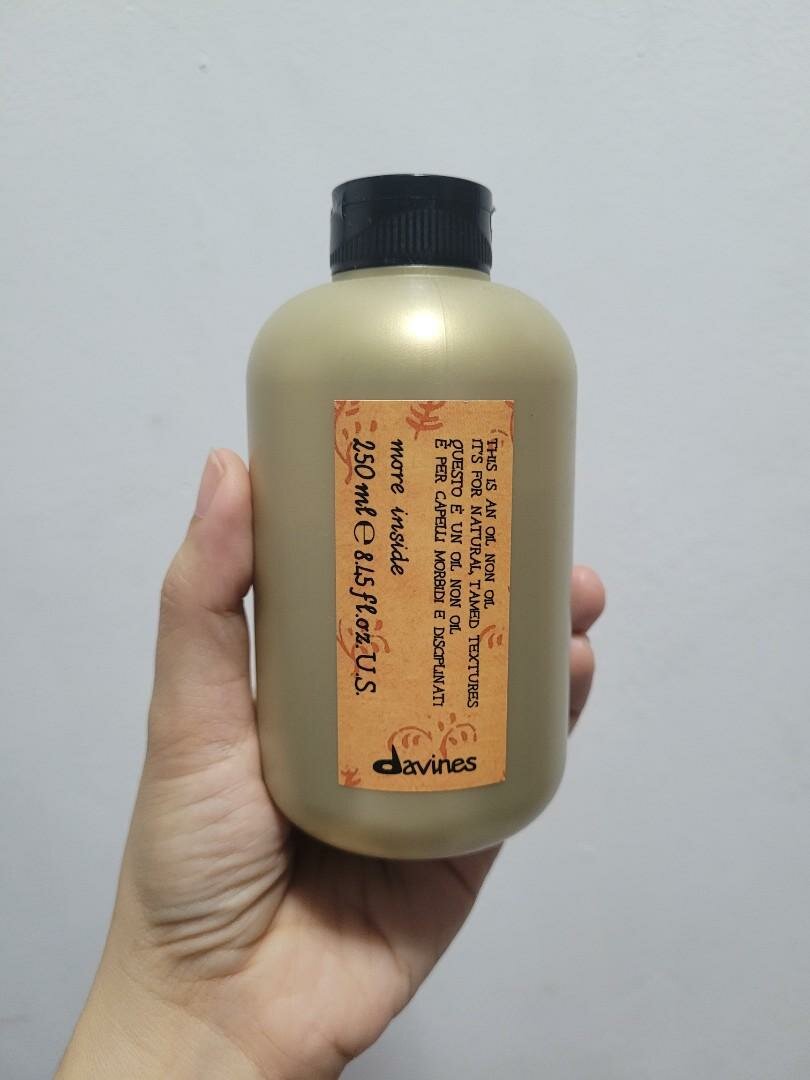 THIS IS AN OIL NON OIL
IT'S FOR NATURAL, TAMED TEXTURES
QUESTO È UN OIL NON OIL
È PER CAPELLI MORBIDI E DISCIPLINATI
more inside
250 ml ℮ 8.45 fl.oz. U.S.
davines